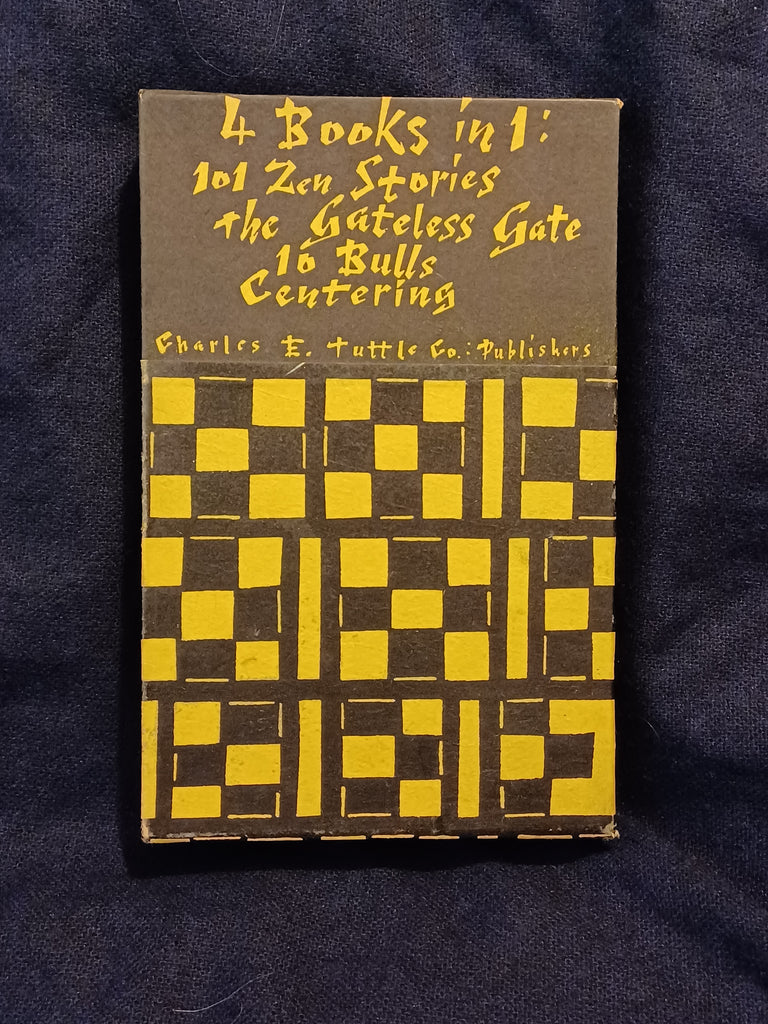 4 Books in 1:
101 Zen Stories
the Gateless Gate
10 Bulls
Centering
Charles E. Tuttle Co.: Publishers